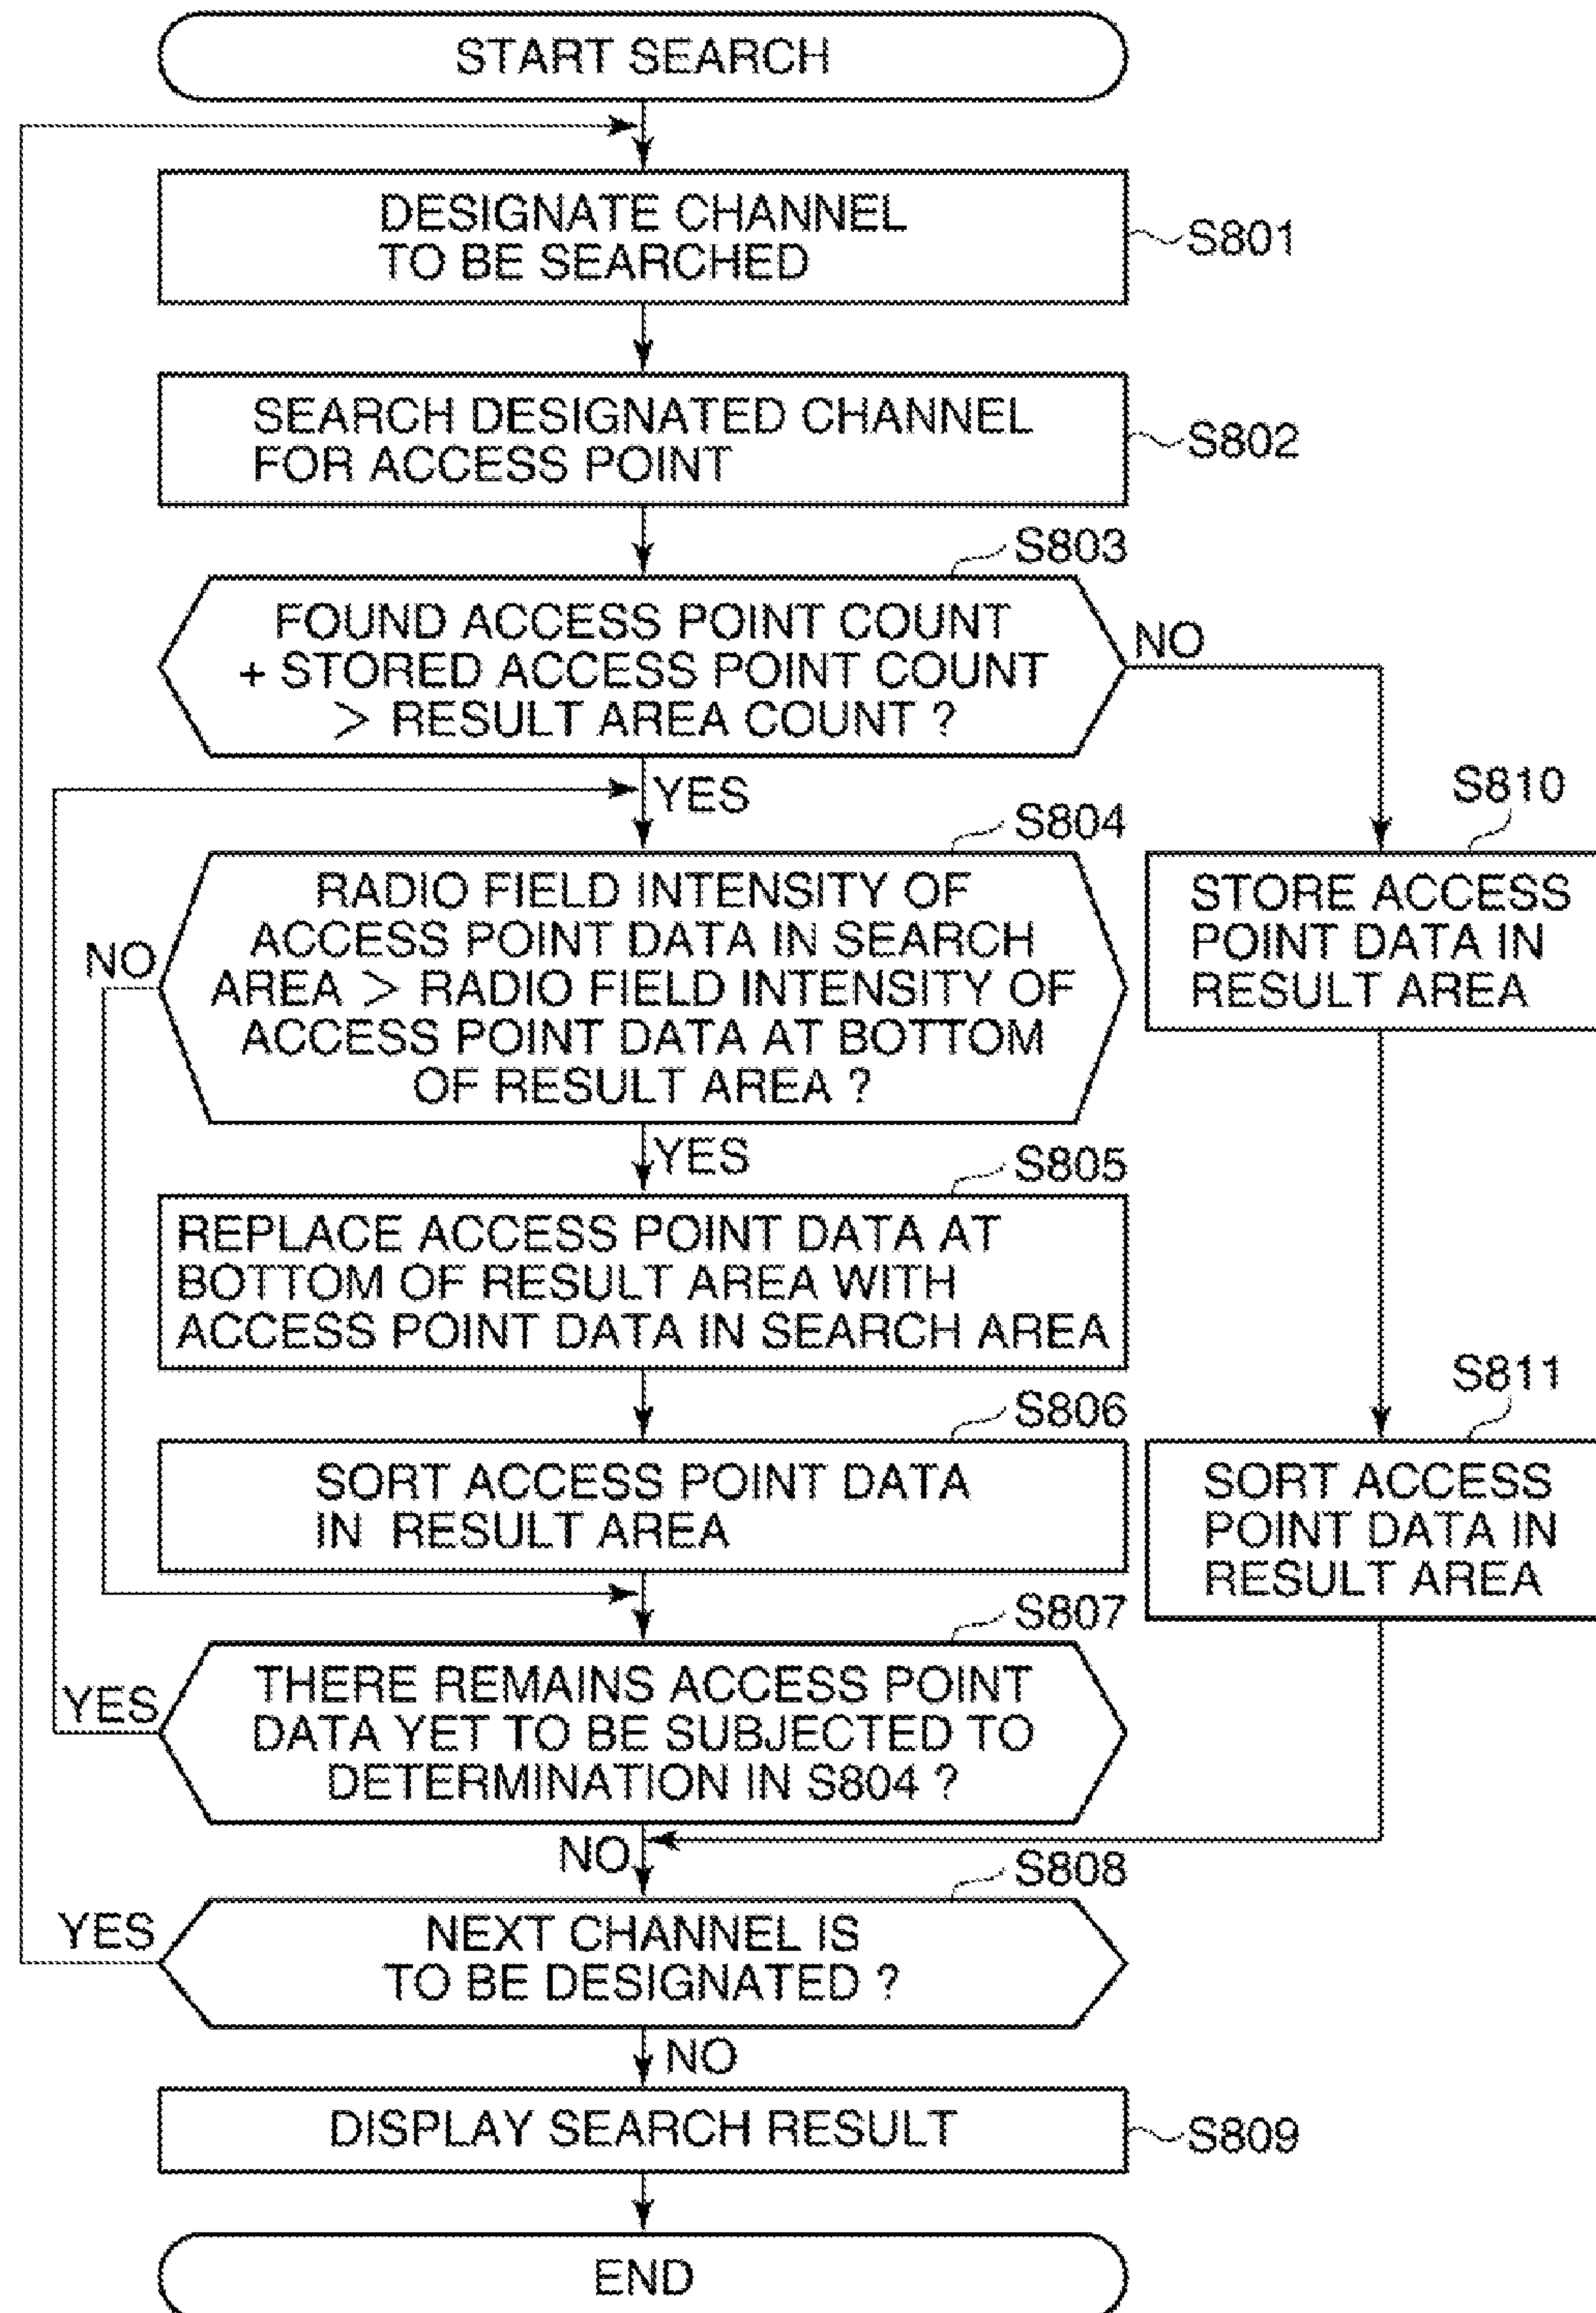 START SEARCH
DESIGNATE CHANNEL
TO BE SEARCHED
S801
SEARCH DESIGNATED CHANNEL
FOR ACCESS POINT
S802
S803
FOUND ACCESS POINT COUNT
+ STORED ACCESS POINT COUNT
> RESULT AREA COUNT ?
NO
YES
S804
RADIO FIELD INTENSITY OF
ACCESS POINT DATA IN SEARCH
AREA > RADIO FIELD INTENSITY OF
ACCESS POINT DATA AT BOTTOM
OF RESULT AREA ?
NO
S810
STORE ACCESS
POINT DATA IN
RESULT AREA
YES
S805
REPLACE ACCESS POINT DATA AT
BOTTOM OF RESULT AREA WITH
ACCESS POINT DATA IN SEARCH AREA
S806
SORT ACCESS POINT DATA
IN RESULT AREA
S811
SORT ACCESS
POINT DATA IN
RESULT AREA
S807
THERE REMAINS ACCESS POINT
DATA YET TO BE SUBJECTED TO
DETERMINATION IN S804 ?
YES
NO
S808
NEXT CHANNEL IS
TO BE DESIGNATED ?
YES
NO
DISPLAY SEARCH RESULT
S809
END